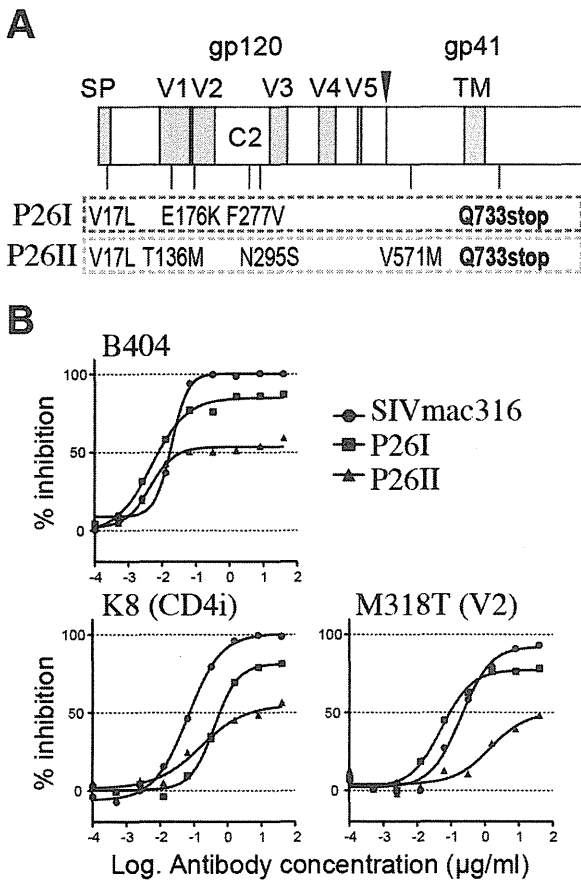 A
gp120 gp41
SP V1 V2 V3 V4 V5 TM
C2
P26I V17L E176K F277V Q733stop
P26II V17L T136M N295S V571M Q733stop
B
B404
% inhibition
100
50
0
-4 -3 -2 -1 0 1 2
SIVmac316
P26I
P26II
K8 (CD4i)
% inhibition
100
50
0
-4 -3 -2 -1 0 1 2
M318T (V2)
100
50
0
-4 -3 -2 -1 0 1 2
Log. Antibody concentration (μg/ml)